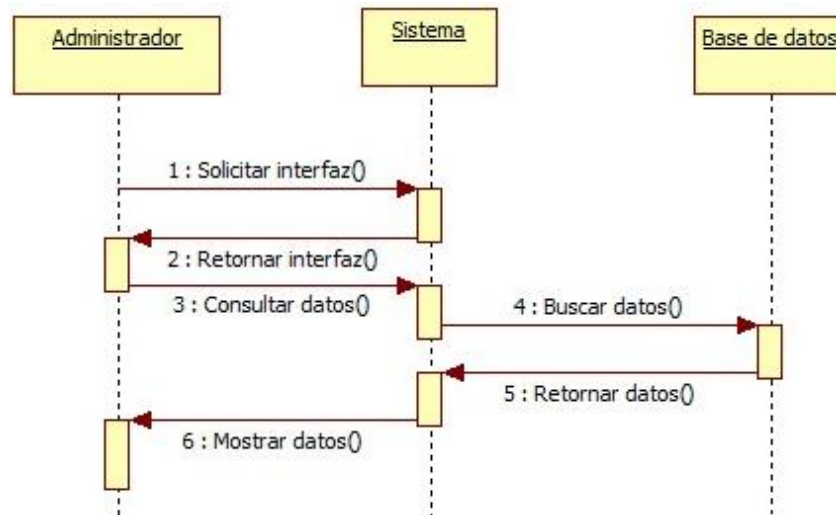 Administrador
Sistema
Base de datos
1 : Solicitar interfaz()
2 : Retornar interfaz()
3 : Consultar datos()
4 : Buscar datos()
5 : Retornar datos()
6 : Mostrar datos()